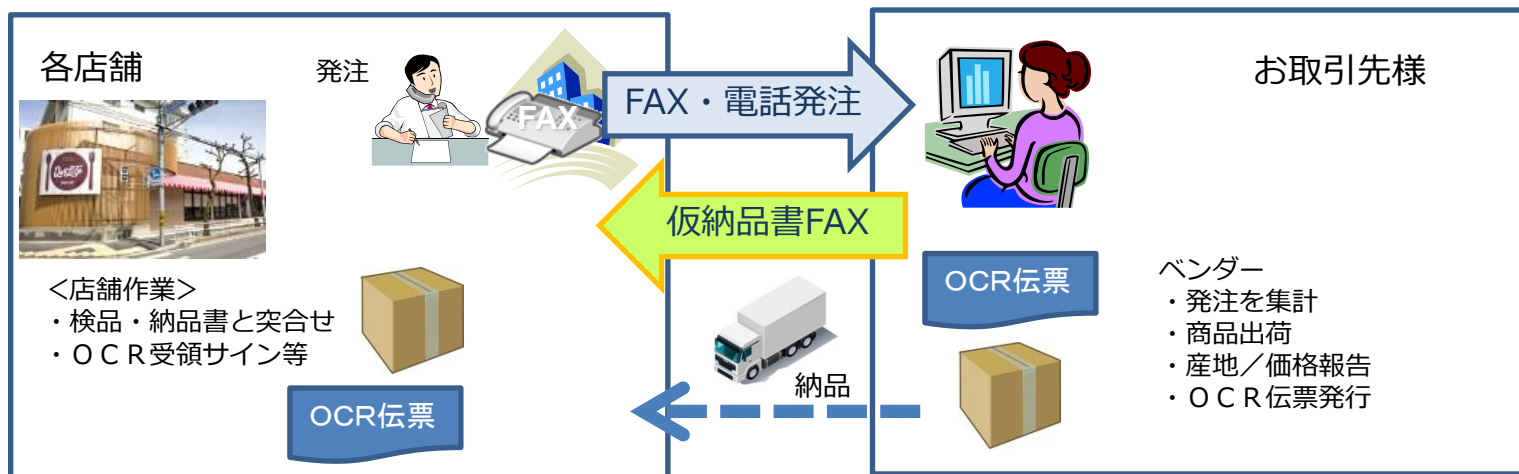 各店舗
発注
FAX
FAX・電話発注
お取引先様
仮納品書FAX
<店舗作業>
・検品・納品書と突合せ
・ＯＣＲ受領サイン等
OCR伝票
納品
OCR伝票
ベンダー
・発注を集計
・商品出荷
・産地／価格報告
・ＯＣＲ伝票発行